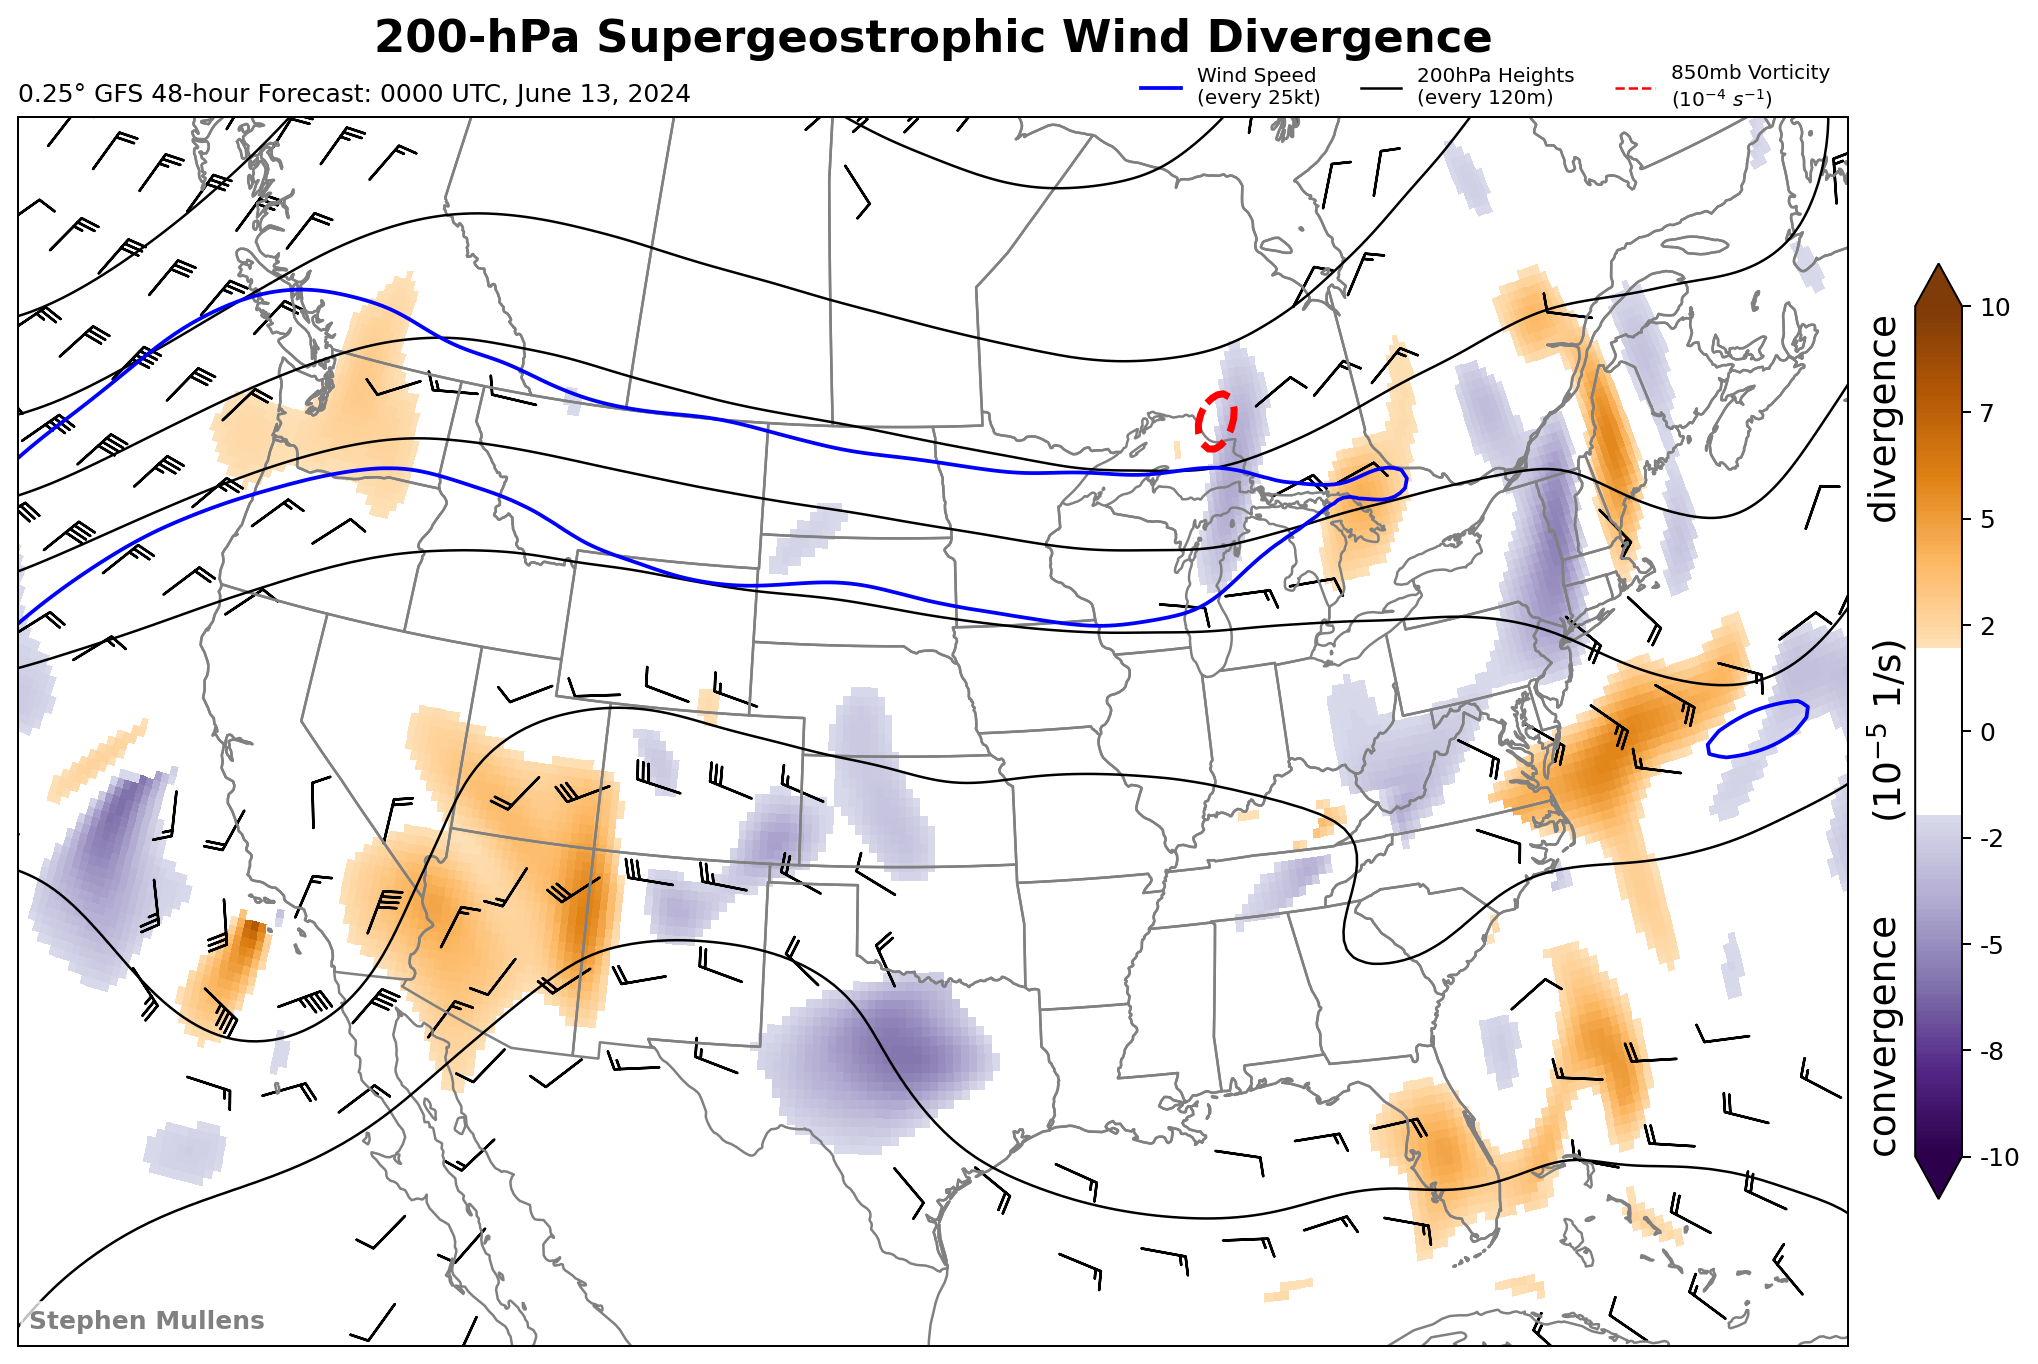 200-hPa Supergeostrophic Wind Divergence
0.25° GFS 48-hour Forecast: 0000 UTC, June 13, 2024
Wind Speed
(every 25kt)
200hPa Heights
(every 120m)
850mb Vorticity
(10⁻⁴ s⁻¹)
10
7
5
2
0
-2
-5
-8
-10
convergence (10⁻⁵ 1/s) divergence
Stephen Mullens